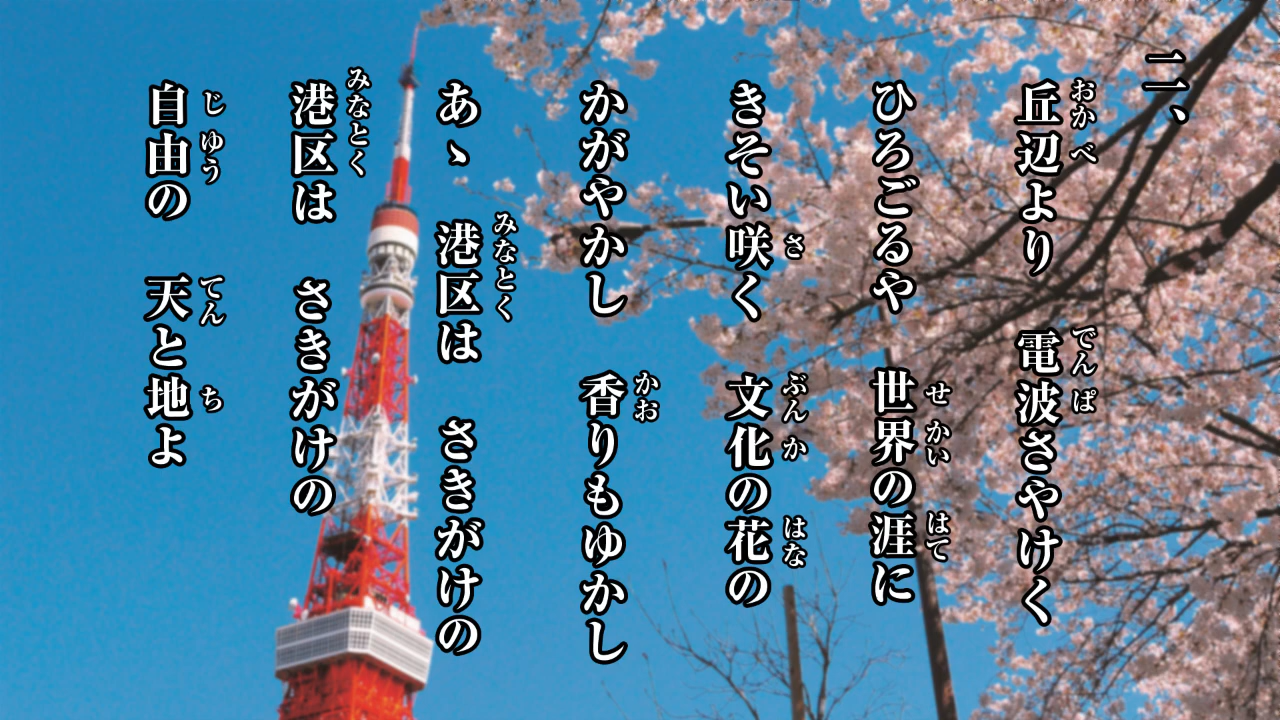 二、
丘辺より　電波さやけく
ひろごるや　世界の涯に
きそい咲く　文化の花の
かがやかし　香りもゆかし
あゝ　港区は　さきがけの
港区は　さきがけの
自由の　天と地よ